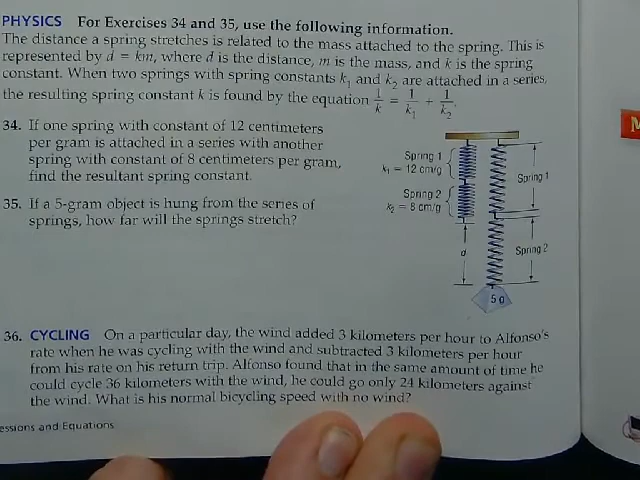 PHYSICS For Exercises 34 and 35, use the following information.
The distance a spring stretches is related to the mass attached to the spring. This is
represented by d = km, where d is the distance, m is the mass, and k is the spring
constant. When two springs with spring constants k₁ and k₂ are attached in a series,
the resulting spring constant k is found by the equation 1/k = 1/k₁ + 1/k₂.
34. If one spring with constant of 12 centimeters
per gram is attached in a series with another
spring with constant of 8 centimeters per gram,
find the resultant spring constant.
35. If a 5-gram object is hung from the series of
springs, how far will the springs stretch?
Spring 1
k₁ = 12 cm/g
Spring 2
k₂ = 8 cm/g
d
Spring 1
Spring 2
5 g
36. CYCLING On a particular day, the wind added 3 kilometers per hour to Alfonso's
rate when he was cycling with the wind and subtracted 3 kilometers per hour
from his rate on his return trip. Alfonso found that in the same amount of time he
could cycle 36 kilometers with the wind, he could go only 24 kilometers against
the wind. What is his normal bicycling speed with no wind?
essions and Equations